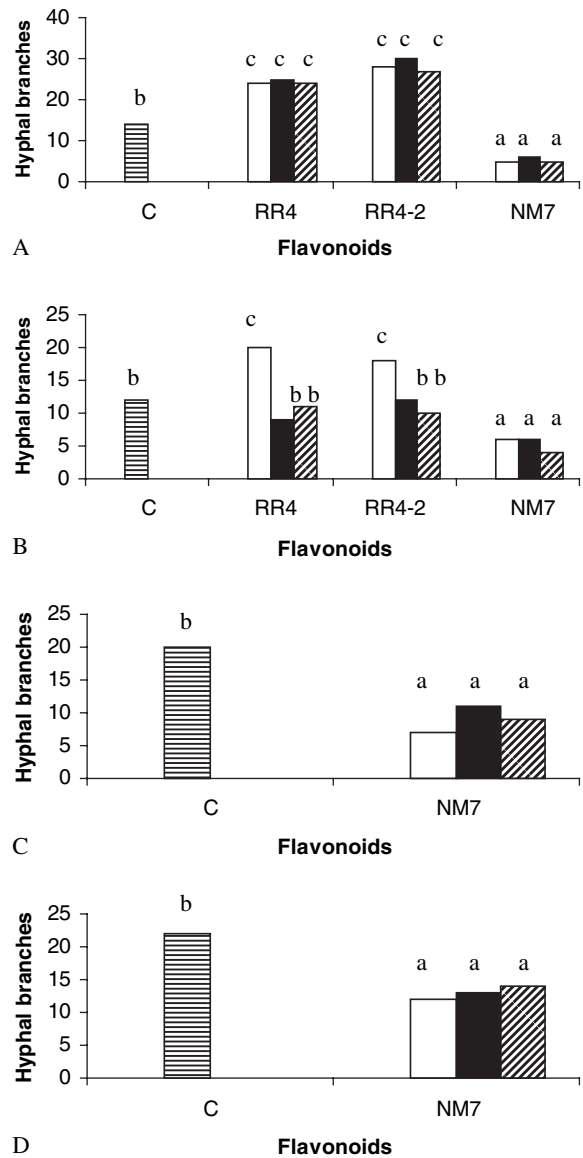 Hyphal branches
40
30
20
10
0
b
c c c
c c c
a a a
C RR4 RR4-2 NM7
A Flavonoids
Hyphal branches
25
20
15
10
5
0
b
c
b b
c
b b
a a a
C RR4 RR4-2 NM7
B Flavonoids
Hyphal branches
25
20
15
10
5
0
b
a a a
C NM7
C Flavonoids
Hyphal branches
25
20
15
10
5
0
b
a a a
C NM7
D Flavonoids